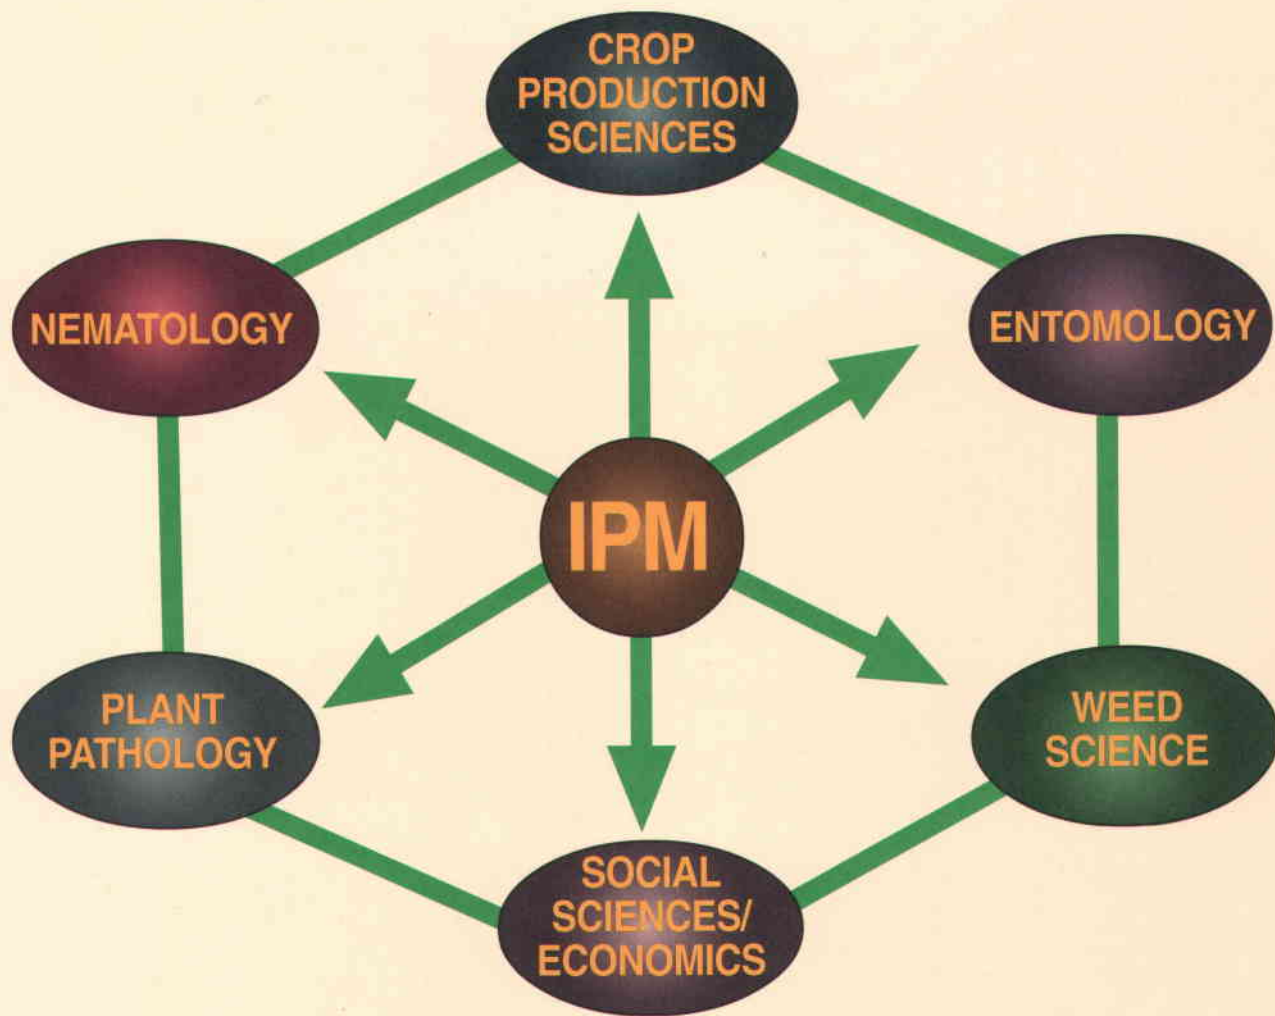 CROP
PRODUCTION
SCIENCES
NEMATOLOGY
ENTOMOLOGY
IPM
PLANT
PATHOLOGY
WEED
SCIENCE
SOCIAL
SCIENCES/
ECONOMICS